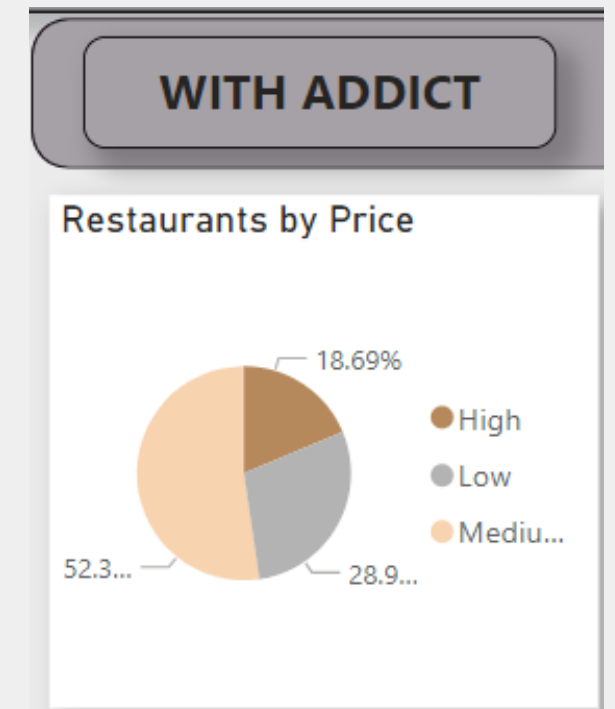 WITH ADDICT
Restaurants by Price
18.69%
High
Low
Mediu...
52.3...
28.9...